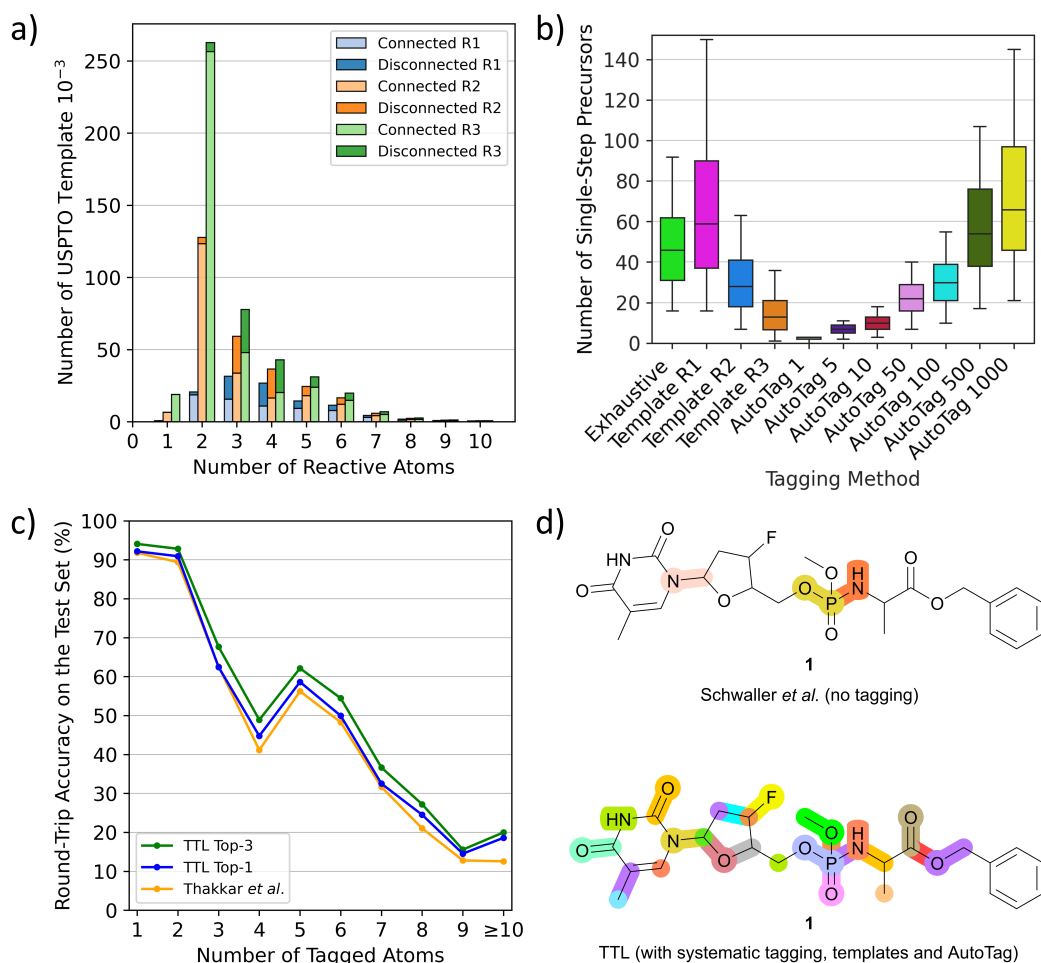 a)
Number of USPTO Template 10⁻³
250
200
150
100
50
0
0 1 2 3 4 5 6 7 8 9 10
Number of Reactive Atoms
Connected R1
Disconnected R1
Connected R2
Disconnected R2
Connected R3
Disconnected R3
b)
Number of Single-Step Precursors
140
120
100
80
60
40
20
0
Exhaustive
Template R1
Template R2
Template R3
AutoTag 1
AutoTag 5
AutoTag 10
AutoTag 50
AutoTag 100
AutoTag 500
AutoTag 1000
Tagging Method
c)
Round-Trip Accuracy on the Test Set (%)
100
90
80
70
60
50
40
30
20
10
0
1 2 3 4 5 6 7 8 9 ≥10
Number of Tagged Atoms
TTL Top-3
TTL Top-1
Thakkar et al.
d)
O
F
HN
N
O
O
O
O
P
O
H
N
O
O
1
Schwaller et al. (no tagging)
O
F
HN
N
O
O
O
O
P
O
H
N
O
O
1
TTL (with systematic tagging, templates and AutoTag)